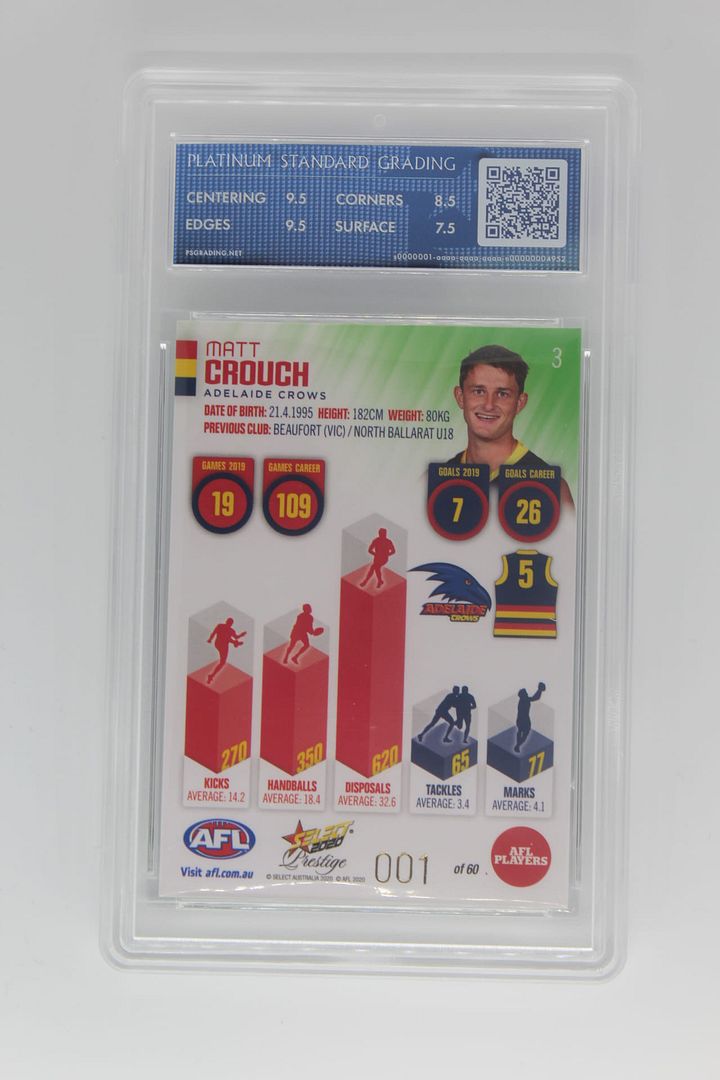 PLATINUM STANDARD GRADING
CENTERING 9.5 CORNERS 8.5
EDGES 9.5 SURFACE 7.5
PSGRADING.NET
3
MATT
CROUCH
ADELAIDE CROWS
DATE OF BIRTH: 21.4.1995 HEIGHT: 182CM WEIGHT: 80KG
PREVIOUS CLUB: BEAUFORT (VIC) / NORTH BALLARAT U18
GAMES 2019 GAMES CAREER GOALS 2019 GOALS CAREER
19 109 7 26
5
ADELAIDE
CROWS
270 350 620 65 77
KICKS HANDBALLS DISPOSALS TACKLES MARKS
AVERAGE: 14.2 AVERAGE: 18.4 AVERAGE: 32.6 AVERAGE: 3.4 AVERAGE: 4.1
AFL
Visit afl.com.au
SELECT
2020
Prestige
© SELECT AUSTRALIA 2020 © AFL 2020
001 of 60
AFL
PLAYERS